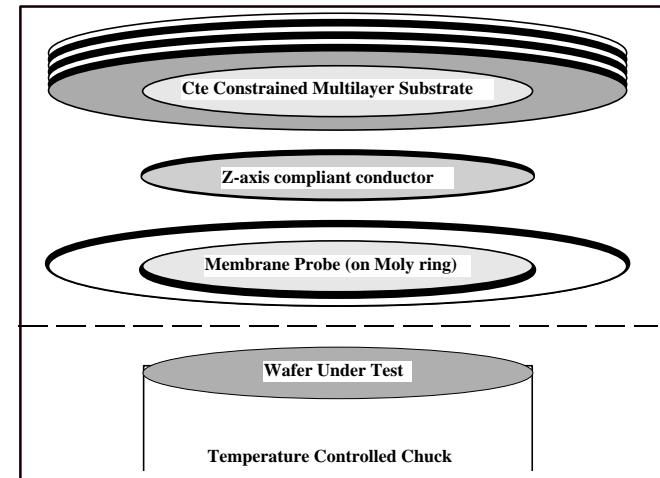 Cte Constrained Multilayer Substrate
Z-axis compliant conductor
Membrane Probe (on Moly ring)
Wafer Under Test
Temperature Controlled Chuck